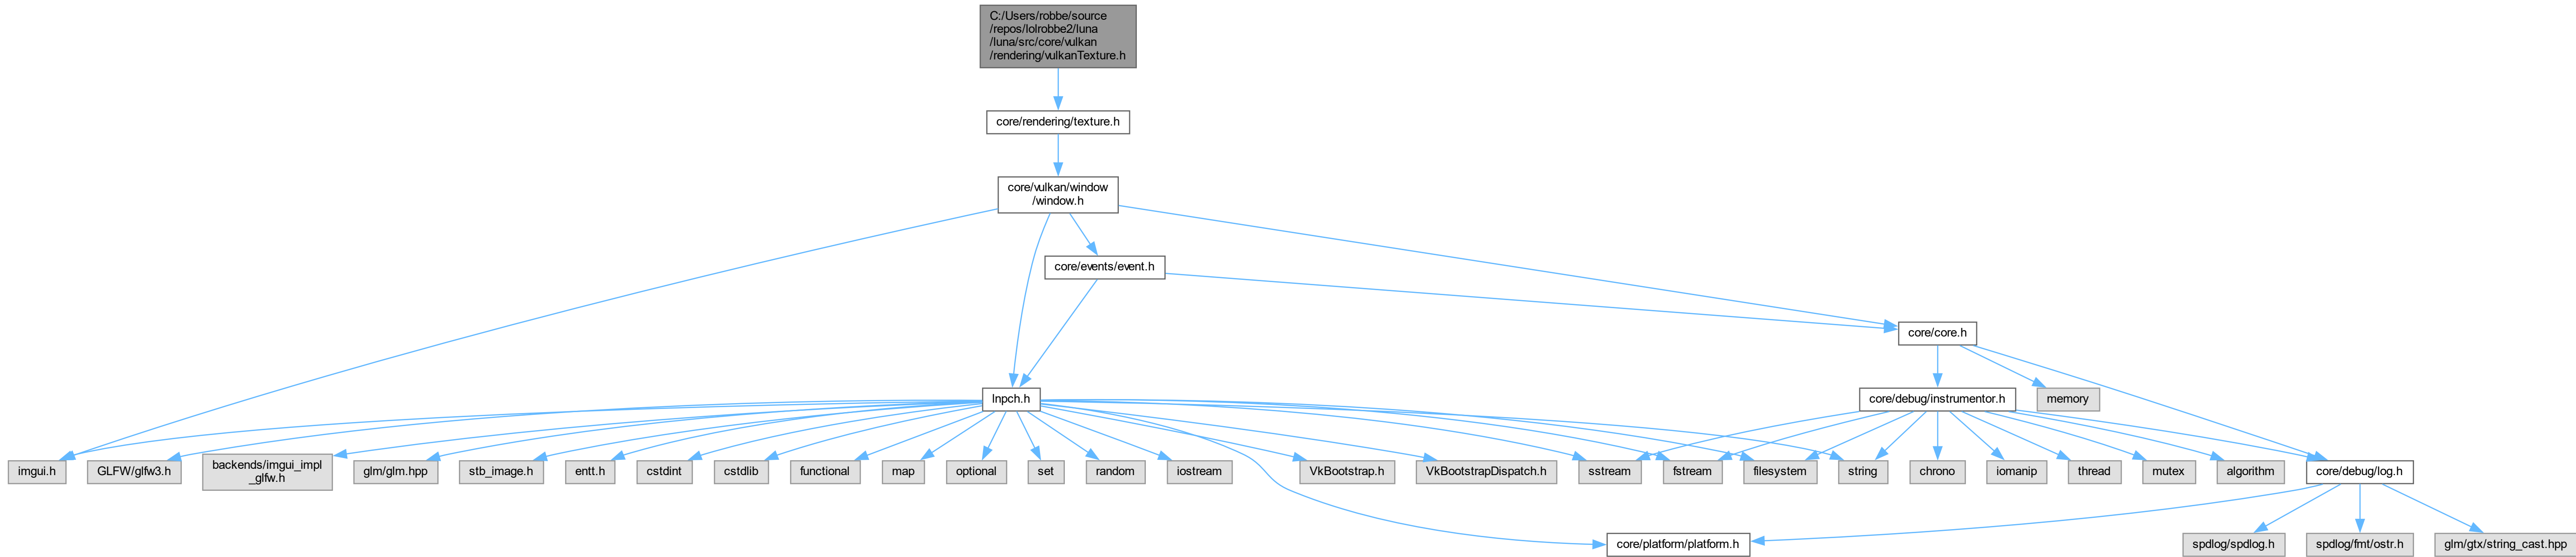 C:/Users/robbe/source
/repos/lolrobbe2/luna
/luna/src/core/vulkan
/rendering/vulkanTexture.h
core/rendering/texture.h
core/vulkan/window
/window.h
core/events/event.h
core/core.h
lnpch.h
core/debug/instrumentor.h
memory
imgui.h
GLFW/glfw3.h
backends/imgui_impl
_glfw.h
glm/glm.hpp
stb_image.h
entt.h
cstdint
cstdlib
functional
map
optional
set
random
iostream
VkBootstrap.h
VkBootstrapDispatch.h
sstream
fstream
filesystem
string
chrono
iomanip
thread
mutex
algorithm
core/debug/log.h
core/platform/platform.h
spdlog/spdlog.h
spdlog/fmt/ostr.h
glm/gtx/string_cast.hpp